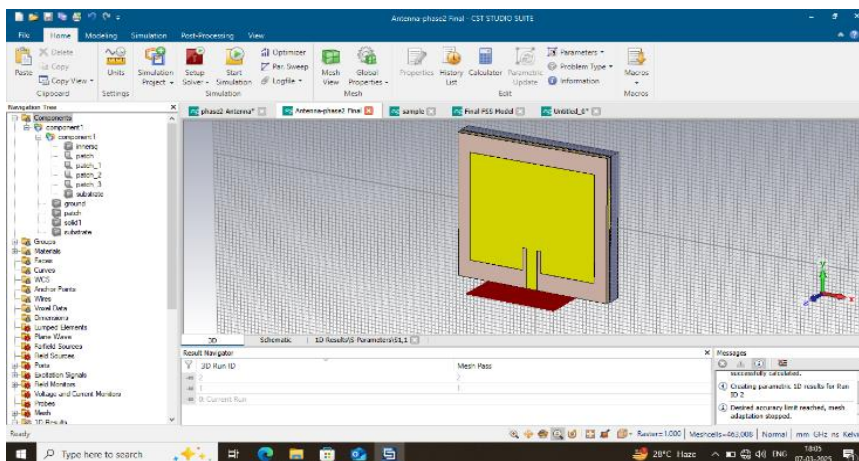 Antenna-phase2 Final - CST STUDIO SUITE
File Home Modeling Simulation Post-Processing View
Paste
Delete
Copy
Copy View
Clipboard
Units
Settings
Simulation Project
Setup Solver
Start Simulation
Optimizer
Par. Sweep
Logfile
Simulation
Mesh View
Global Properties
Mesh
Properties
History List
Calculator
Parametric Update
Parameters
Problem Type
Information
Edit
Macros
Macros
Navigation Tree
phase2 Antenna*
Antenna-phase2 Final
sample
Final FSS Model
Untitled_6*
Components
component1
component1
innersq
patch
patch_1
patch_2
patch_3
substrate
ground
patch
solid1
substrate
Groups
Materials
Faces
Curves
WCS
Anchor Points
Wires
Voxel Data
Dimensions
Lumped Elements
Plane Wave
Farfield Sources
Field Sources
Ports
Excitation Signals
Field Monitors
Voltage and Current Monitors
Probes
Mesh
1D Results
y
x
3D
Schematic
1D Results\S Parameters\S1,1
Result Navigator
3D Run ID
Mesh Pass
2
2
1
1
0: Current Run
Messages
successfully calculated.
Creating parametric 1D results for Run ID 2
Desired accuracy limit reached, mesh adaptation stopped.
Ready
Raster=1.000
Meshcells=463,008
Normal
mm GHz ns Kelvin
Type here to search
28°C Haze
ENG
18:05
07-03-2025